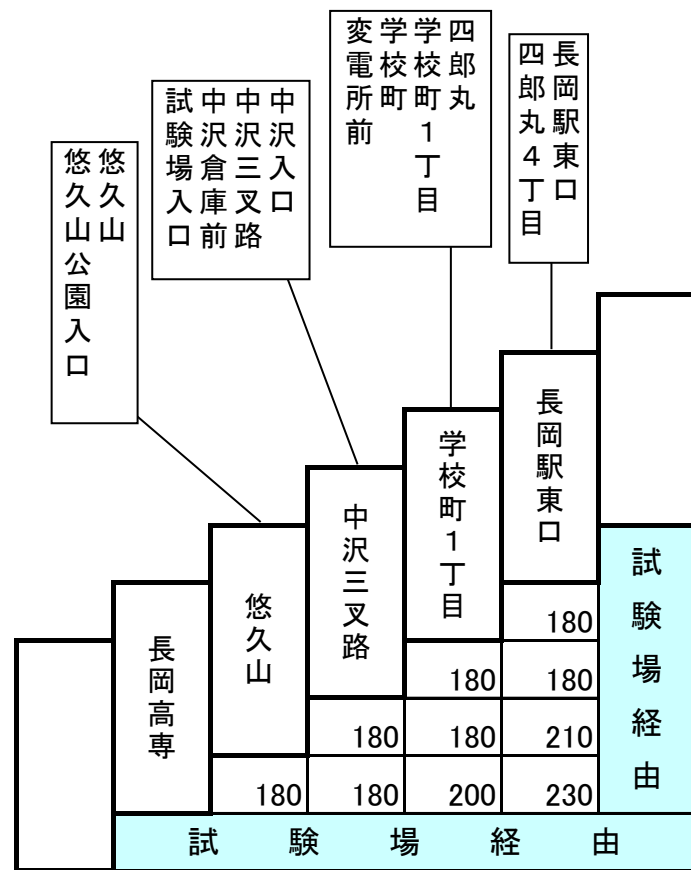 長岡駅東口
四郎丸4丁目
四郎丸
学校町1丁目
学校町
変電所前
中沢入口
中沢三叉路
中沢倉庫前
試験場入口
悠久山
悠久山公園入口
長岡駅東口
学校町1丁目
中沢三叉路
悠久山
長岡高専
試験場経由
180
180 180
180 180 210
180 180 200 230
試験場経由